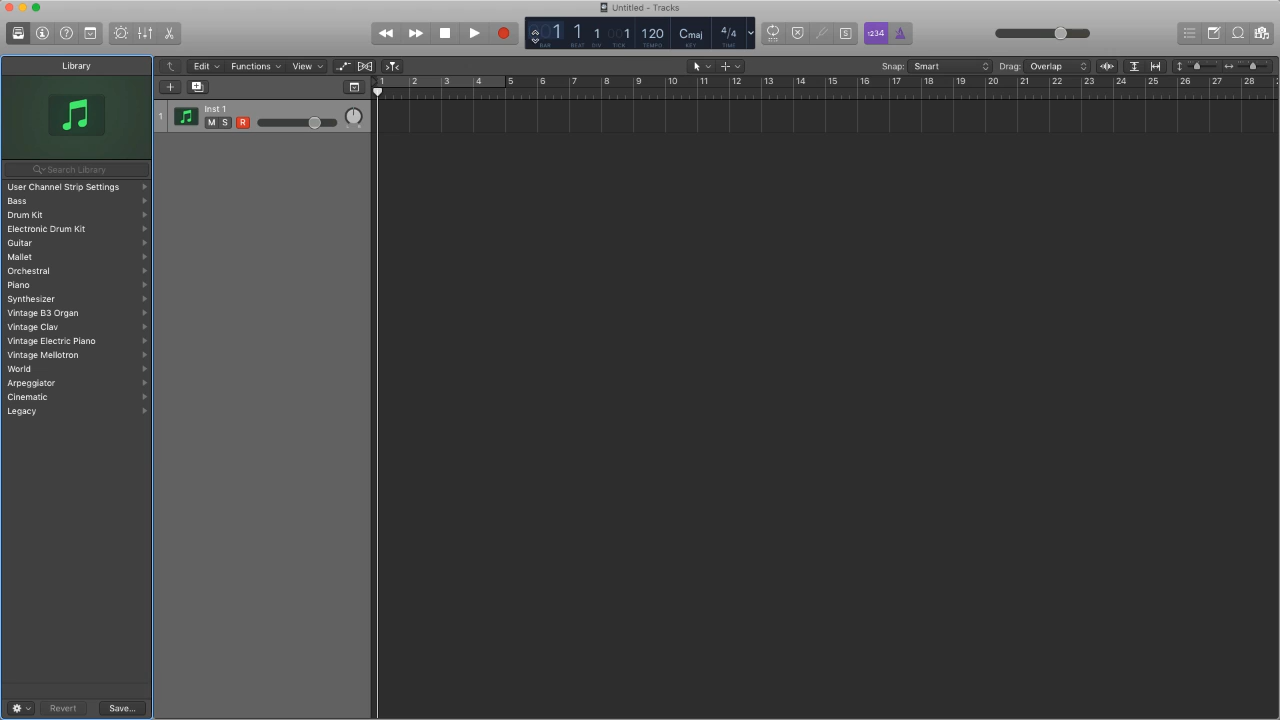 Untitled - Tracks
1 1 1 1 120 Cmaj 4/4
BAR BEAT DIV TICK TEMPO KEY TIME
S
1234
Library
Edit Functions View
Snap: Smart Drag: Overlap
1 2 3 4 5 6 7 8 9 10 11 12 13 14 15 16 17 18 19 20 21 22 23 24 25 26 27 28
1 Inst 1
M S R
Search Library
User Channel Strip Settings
Bass
Drum Kit
Electronic Drum Kit
Guitar
Mallet
Orchestral
Piano
Synthesizer
Vintage B3 Organ
Vintage Clav
Vintage Electric Piano
Vintage Mellotron
World
Arpeggiator
Cinematic
Legacy
Revert Save...